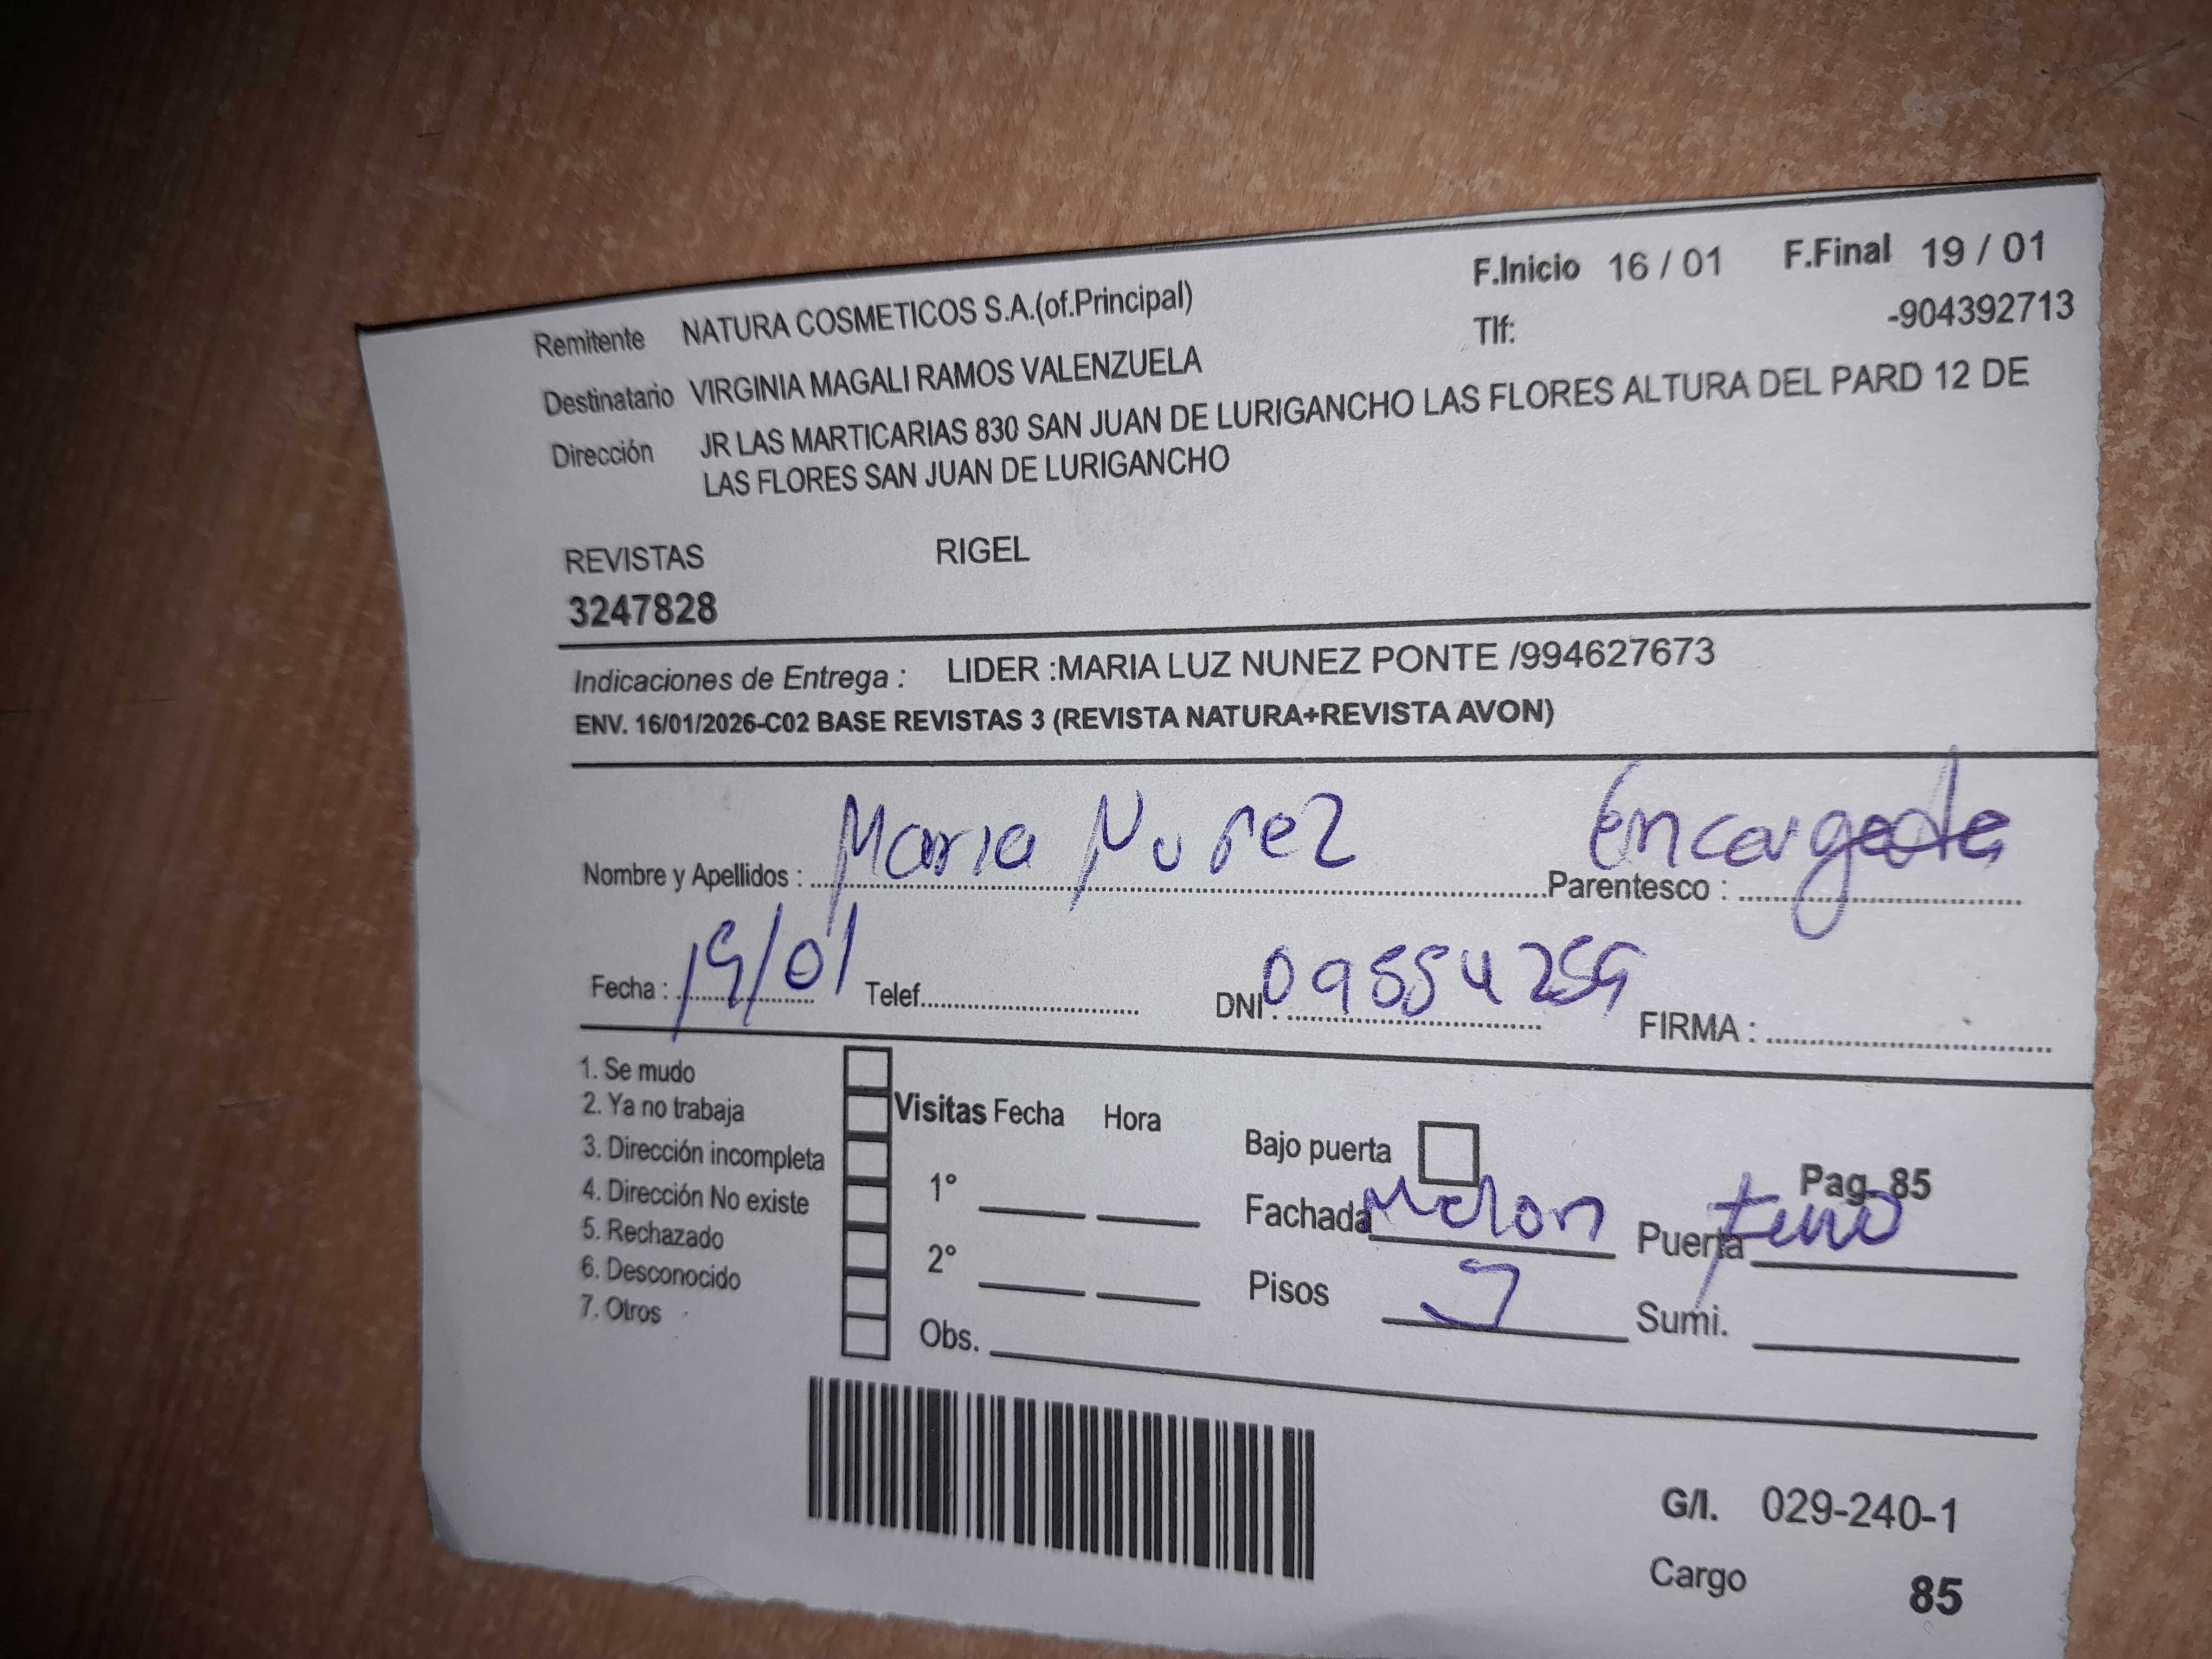 Remitente NATURA COSMETICOS S.A.(of.Principal) F.Inicio 16 / 01 F.Final 19 / 01
Tlf: -904392713
Destinatario VIRGINIA MAGALI RAMOS VALENZUELA
Dirección JR LAS MARTICARIAS 830 SAN JUAN DE LURIGANCHO LAS FLORES ALTURA DEL PARD 12 DE
LAS FLORES SAN JUAN DE LURIGANCHO
REVISTAS RIGEL
3247828
Indicaciones de Entrega : LIDER :MARIA LUZ NUNEZ PONTE /994627673
ENV. 16/01/2026-C02 BASE REVISTAS 3 (REVISTA NATURA+REVISTA AVON)
Nombre y Apellidos : Maria Nuñez Parentesco : Encargada
Fecha : 19/01 Telef. DNI : FIRMA :
1. Se mudo
2. Ya no trabaja
3. Dirección incompleta
4. Dirección No existe
5. Rechazado
6. Desconocido
7. Otros
Visitas Fecha Hora
1°
2°
Obs.
Bajo puerta Pag. 85
Fachada Melon Puerta
Pisos Sumi.
G/I. 029-240-1
Cargo 85